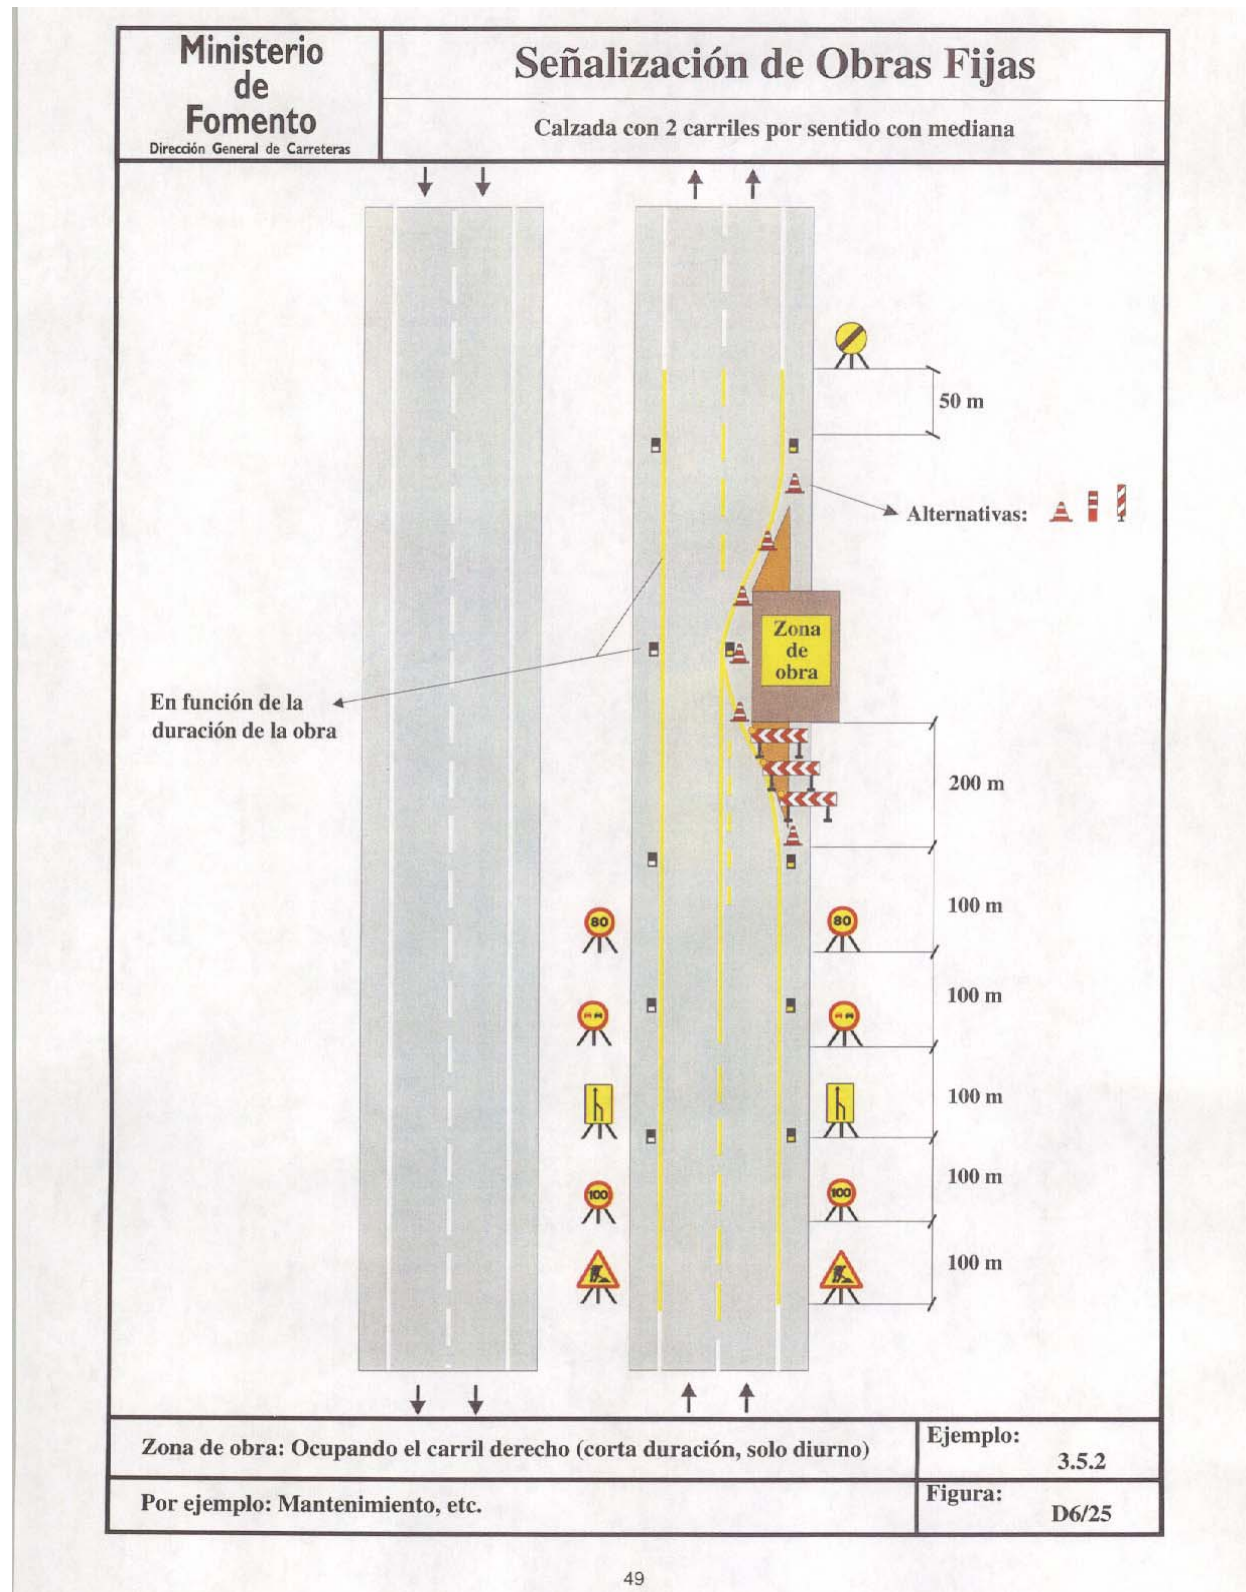 Ministerio
de
Fomento
Dirección General de Carreteras
Señalización de Obras Fijas
Calzada con 2 carriles por sentido con mediana
50 m
Alternativas:
Zona
de
obra
En función de la
duración de la obra
200 m
100 m
80
80
100 m
100 m
100 m
100
100
100 m
Zona de obra: Ocupando el carril derecho (corta duración, solo diurno)
Ejemplo:
3.5.2
Por ejemplo: Mantenimiento, etc.
Figura:
D6/25
49